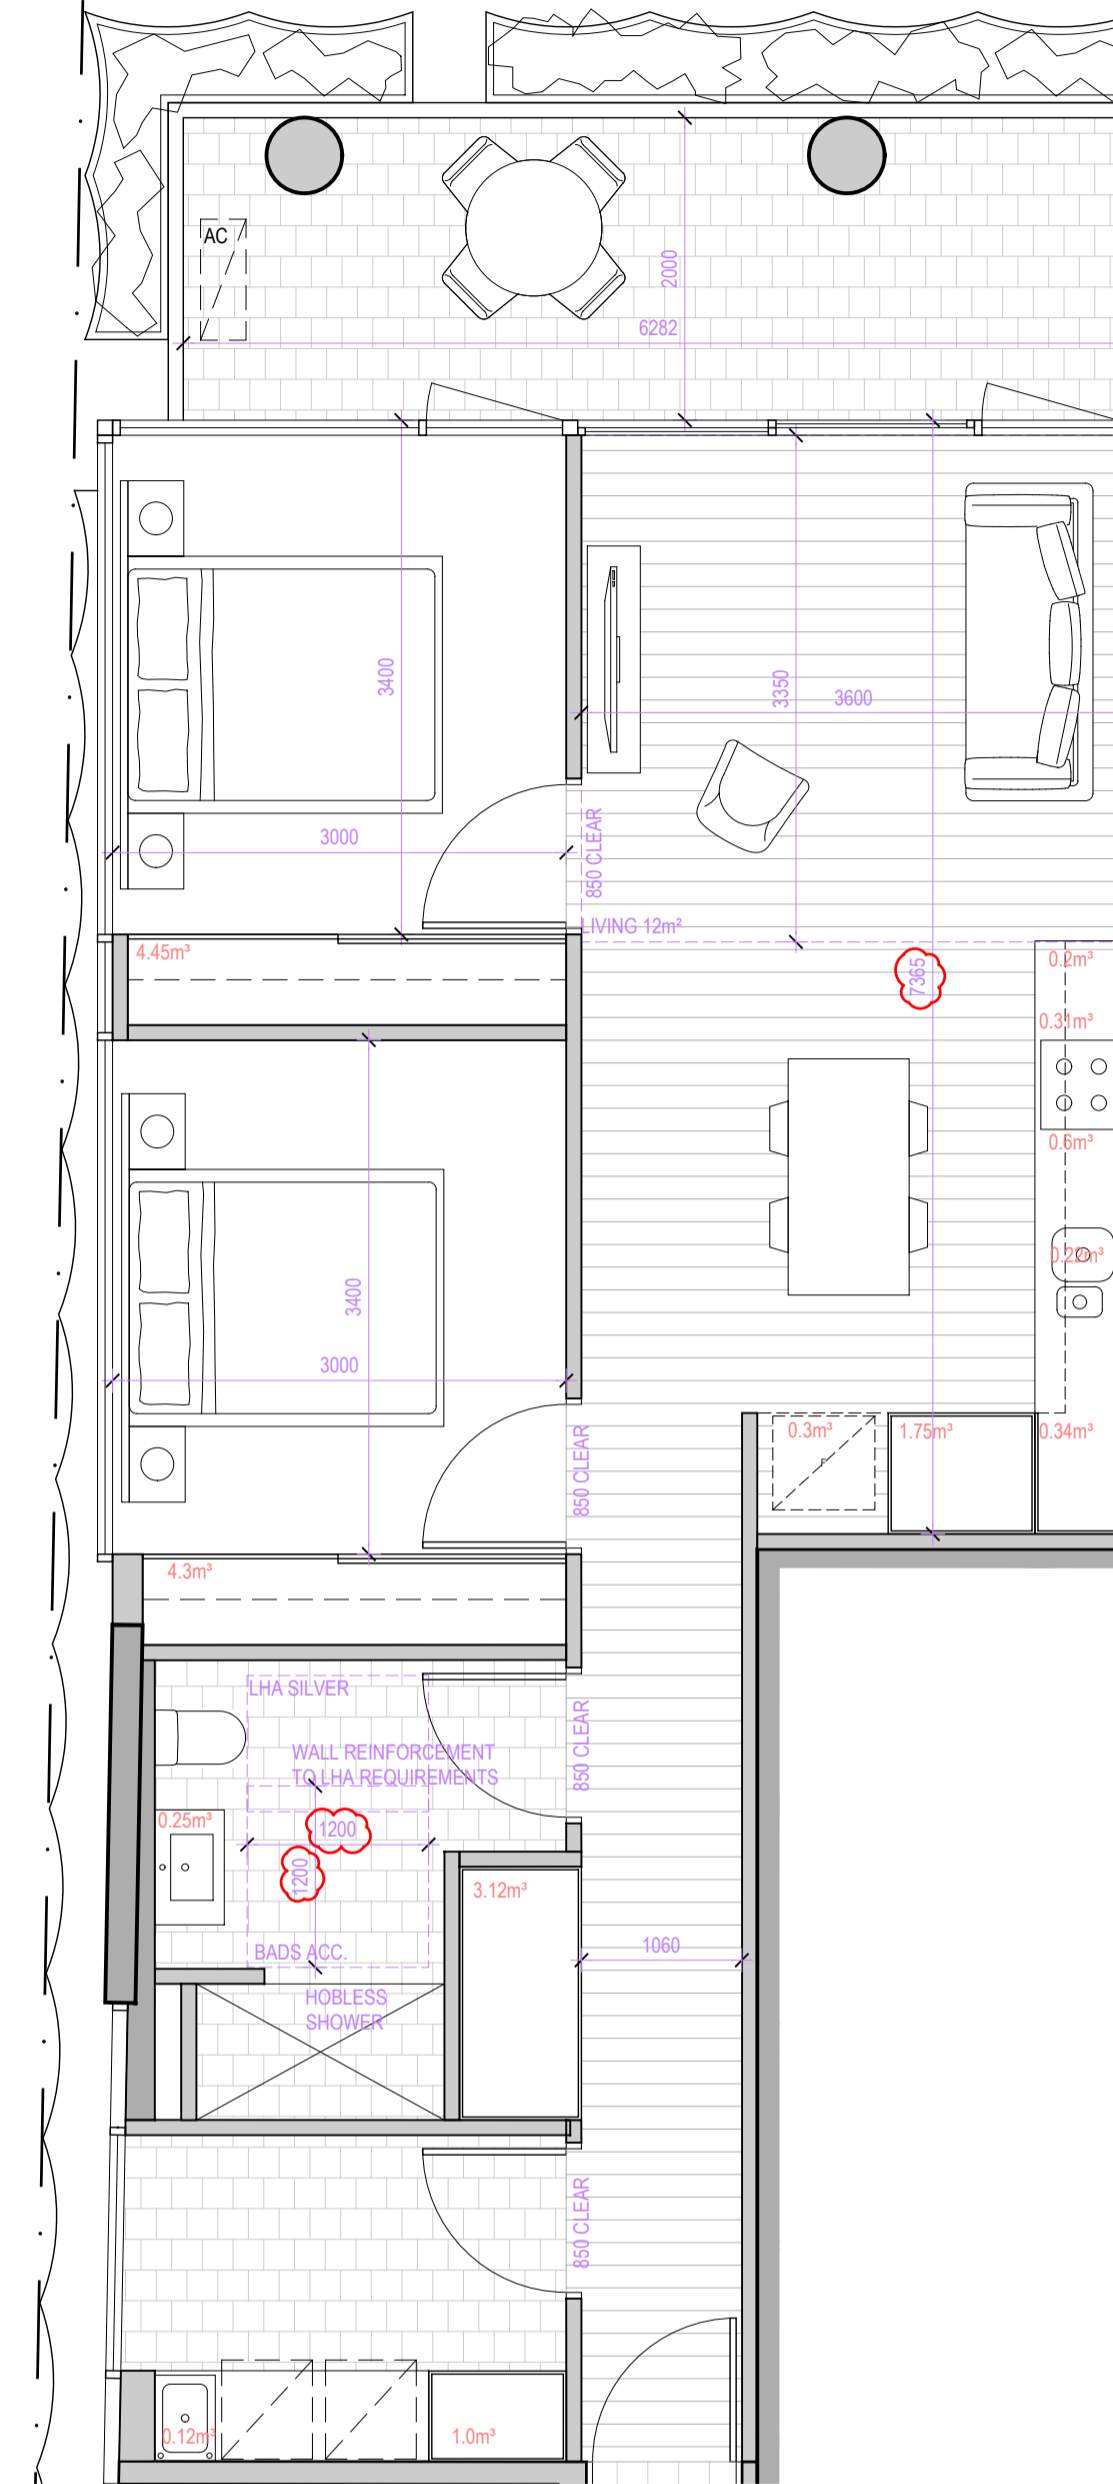 AC
2000
6282
3400
3350
3600
3000
850 CLEAR
LIVING 12m²
4.45m³
7365
0.2m³
0.31m³
0.6m³
0.22m³
3400
3000
850 CLEAR
0.3m³
1.75m³
0.34m³
F
4.3m³
LHA SILVER
850 CLEAR
WALL REINFORCEMENT
TO LHA REQUIREMENTS
0.25m³
1200
1200
3.12m³
BADS ACC.
1060
HOBLESS
SHOWER
850 CLEAR
0.12m³
1.0m³